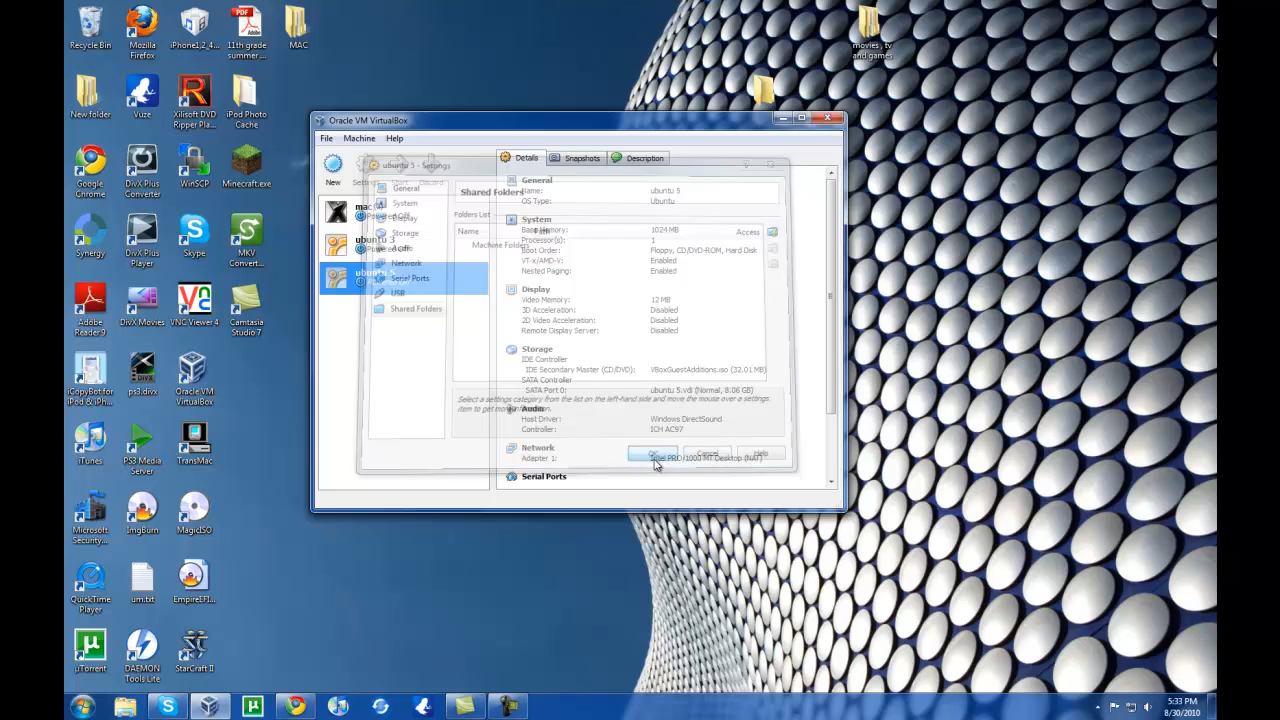 Recycle Bin
Mozilla Firefox
iPhone1,2_4...
11th grade summer ...
MAC
movies , tv and games
New folder
Vuze
Xilisoft DVD Ripper Pla...
iPod Photo Cache
Google Chrome
DivX Plus Converter
WinSCP
Minecraft.exe
Synergy
DivX Plus Player
Skype
MKV Convert...
Adobe Reader 9
DivX Movies
VNC Viewer 4
Camtasia Studio 7
iCopyBot for iPod & iPh...
ps3.divx
Oracle VM VirtualBox
iTunes
PS3 Media Server
TransMac
Microsoft Security...
ImgBurn
MagicISO
QuickTime Player
um.txt
EmpireEFI...
µTorrent
DAEMON Tools Lite
StarCraft II
Oracle VM VirtualBox
File Machine Help
New Settings Discard
Details Snapshots Description
ubuntu 3
ubuntu 5
ubuntu 5 - Settings
General
System
Display
Storage
Network
Serial Ports
USB
Shared Folders
Shared Folders
Folders List
Name
Access
Machine Folders
Select a settings category from the list on the left-hand side and move the mouse over a settings
item to get more
OK Cancel Help
General
Name: ubuntu 5
OS Type: Ubuntu
System
Base Memory: 1024 MB
Processor(s): 1
Boot Order: Floppy, CD/DVD-ROM, Hard Disk
VT-x/AMD-V: Enabled
Nested Paging: Enabled
Display
Video Memory: 12 MB
3D Acceleration: Disabled
2D Video Acceleration: Disabled
Remote Display Server: Disabled
Storage
IDE Controller
IDE Secondary Master (CD/DVD): VBoxGuestAdditions.iso (32.01 MB)
SATA Controller
SATA Port 0: ubuntu 5.vdi (Normal, 8.06 GB)
Audio
Host Driver: Windows DirectSound
Controller: ICH AC97
Network
Adapter 1: Intel PRO/1000 MT Desktop (NAT)
Serial Ports
5:33 PM
8/30/2010